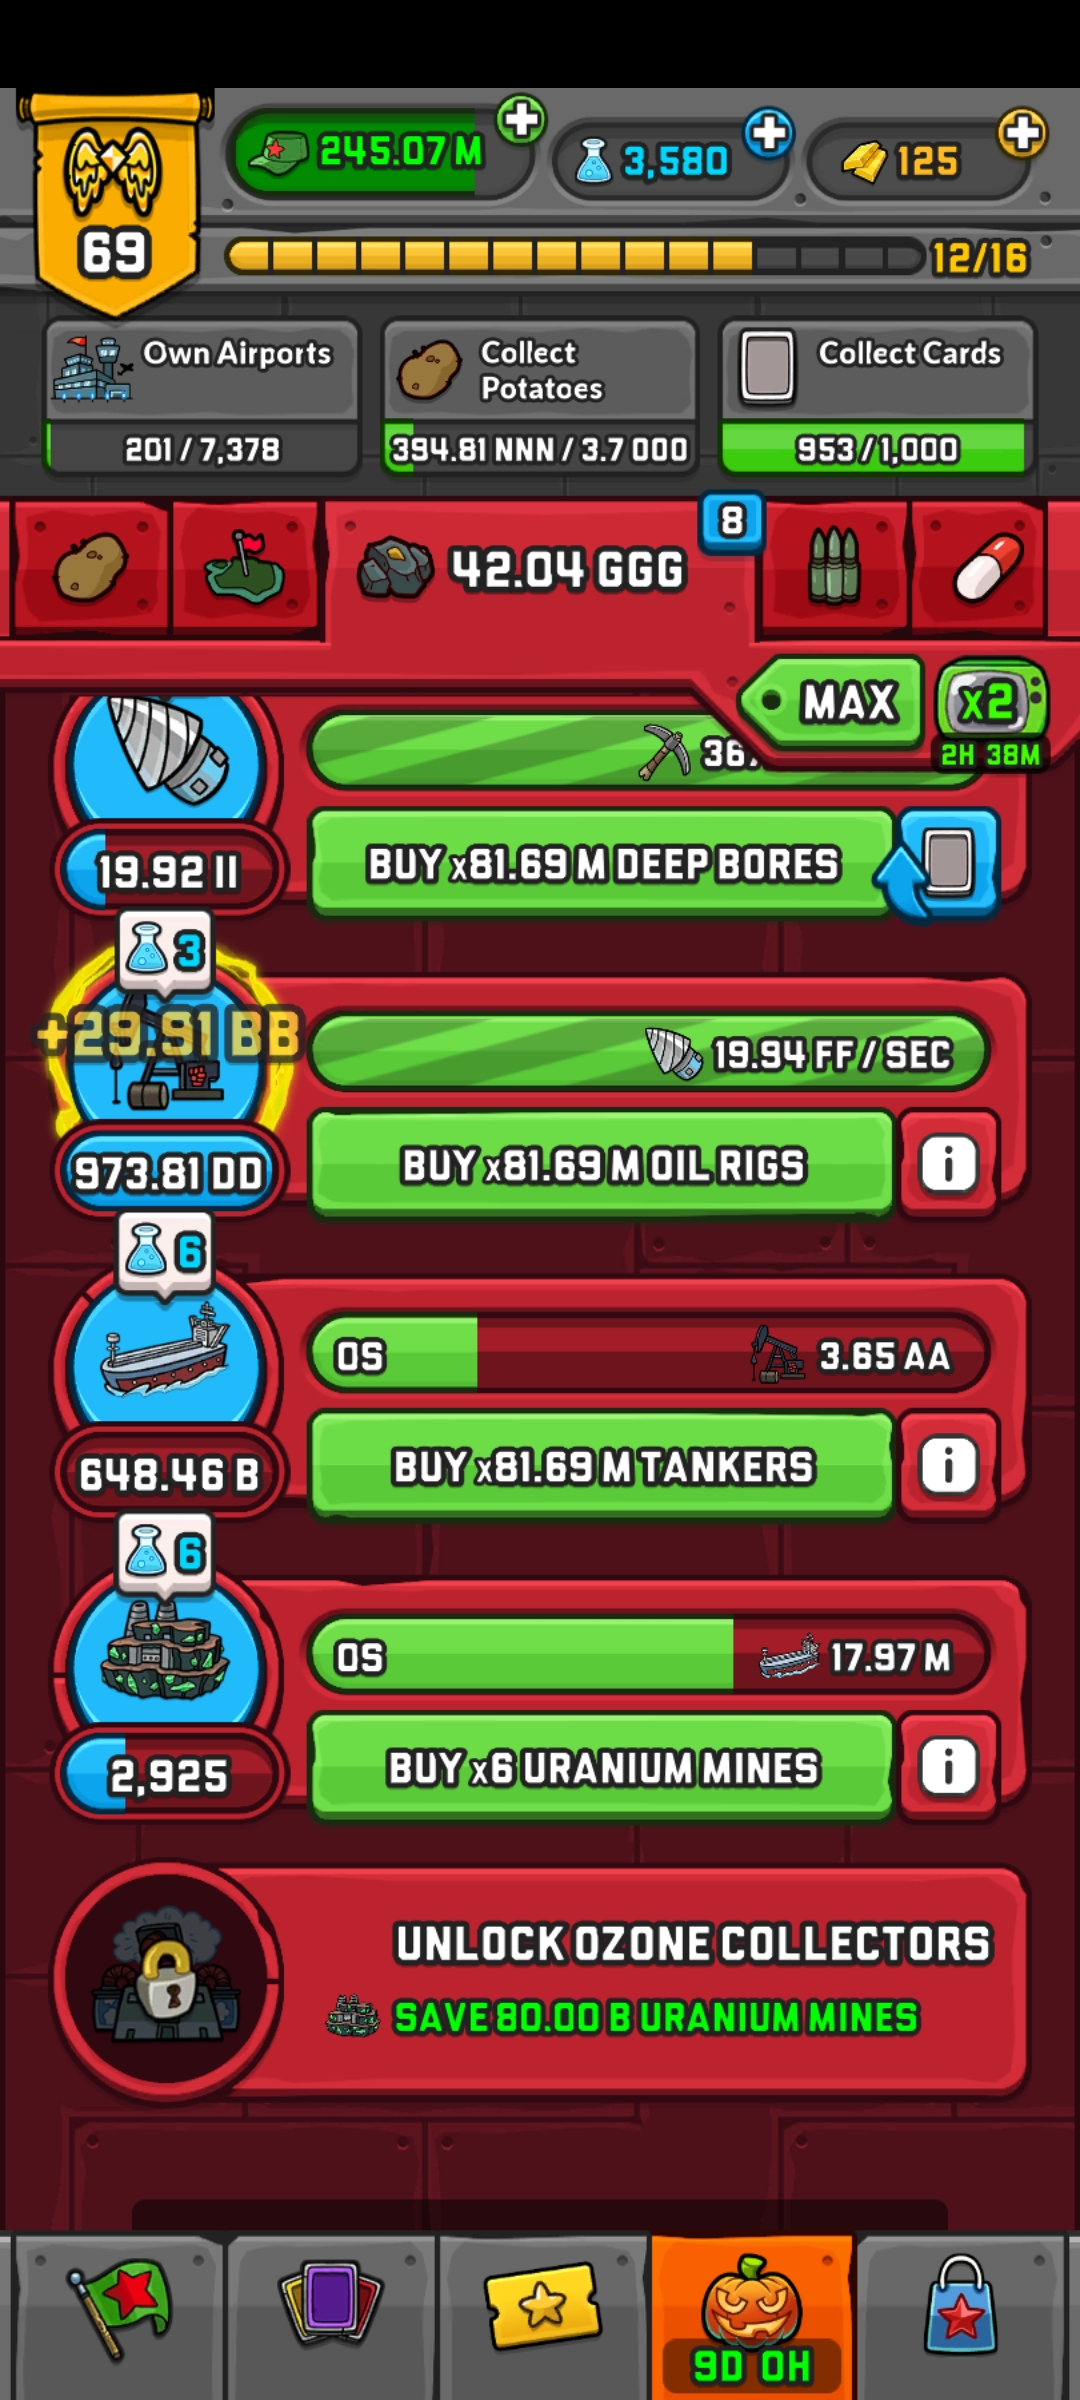 245.07 M
3,580
125
69
12/16
Own Airports
Collect
Potatoes
Collect Cards
201 / 7,378
394.81 NNN / 3.7 OOO
953 / 1,000
8
42.04 GGG
MAX
x2
2H 38M
19.92 II
BUY x81.69 M DEEP BORES
3
+29.91 BB
19.94 FF / SEC
973.81 DD
BUY x81.69 M OIL RIGS
6
0S
3.65 AA
648.46 B
BUY x81.69 M TANKERS
6
0S
17.97 M
2,925
BUY x6 URANIUM MINES
UNLOCK OZONE COLLECTORS
SAVE 80.00 B URANIUM MINES
9D 0H